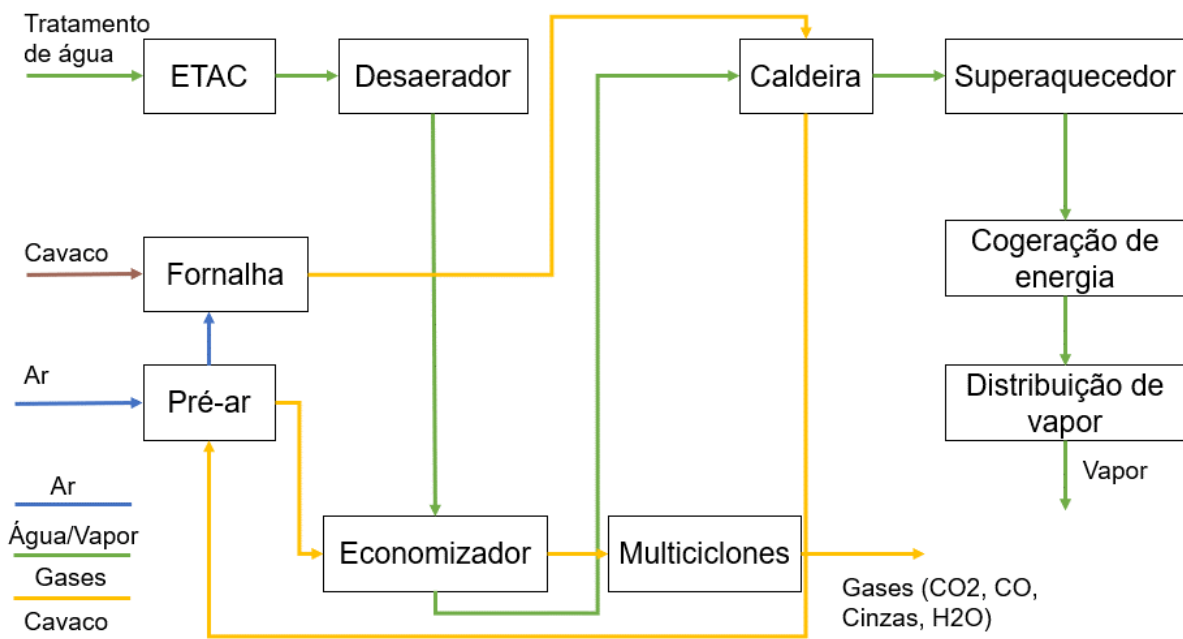 Tratamento
de água
ETAC
Desaerador
Caldeira
Superaquecedor
Cavaco
Fornalha
Cogeração de
energia
Ar
Pré-ar
Distribuição de
vapor
Vapor
Ar
Água/Vapor
Gases
Cavaco
Economizador
Multiciclones
Gases (CO2, CO,
Cinzas, H2O)